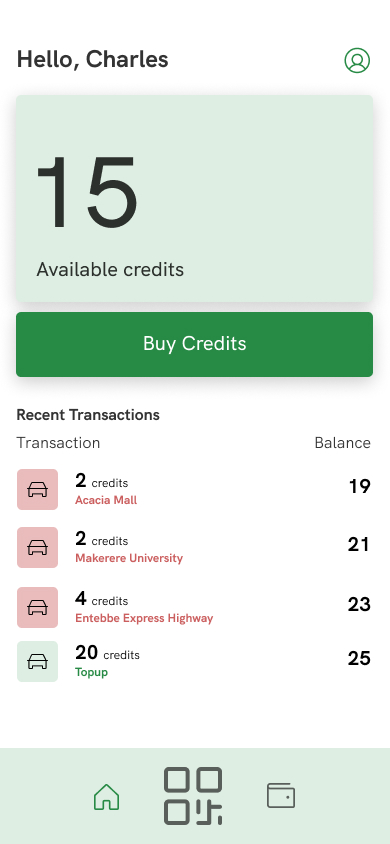 Hello, Charles
15
Available credits
Buy Credits
Recent Transactions
Transaction Balance
2 credits 19
Acacia Mall
2 credits 21
Makerere University
4 credits 23
Entebbe Express Highway
20 credits 25
Topup